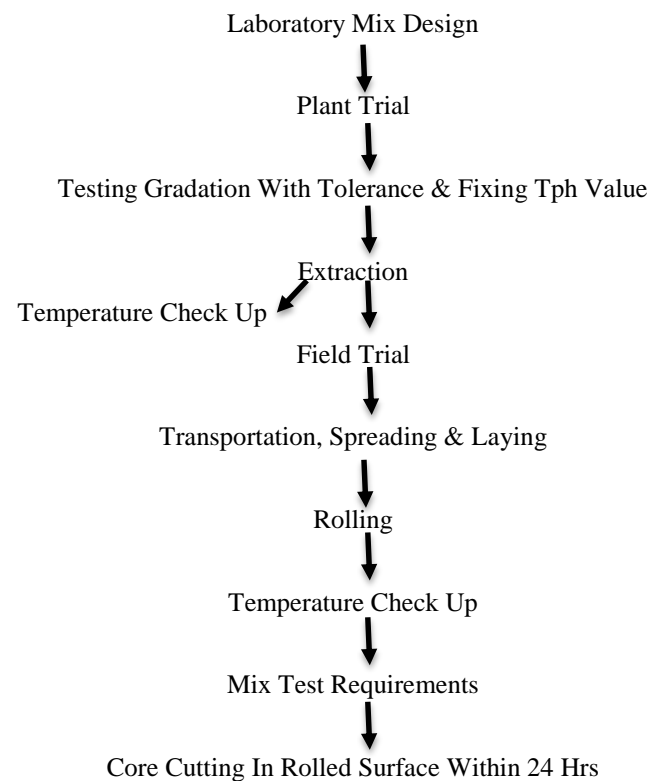 Laboratory Mix Design
Plant Trial
Testing Gradation With Tolerance & Fixing Tph Value
Extraction
Temperature Check Up
Field Trial
Transportation, Spreading & Laying
Rolling
Temperature Check Up
Mix Test Requirements
Core Cutting In Rolled Surface Within 24 Hrs